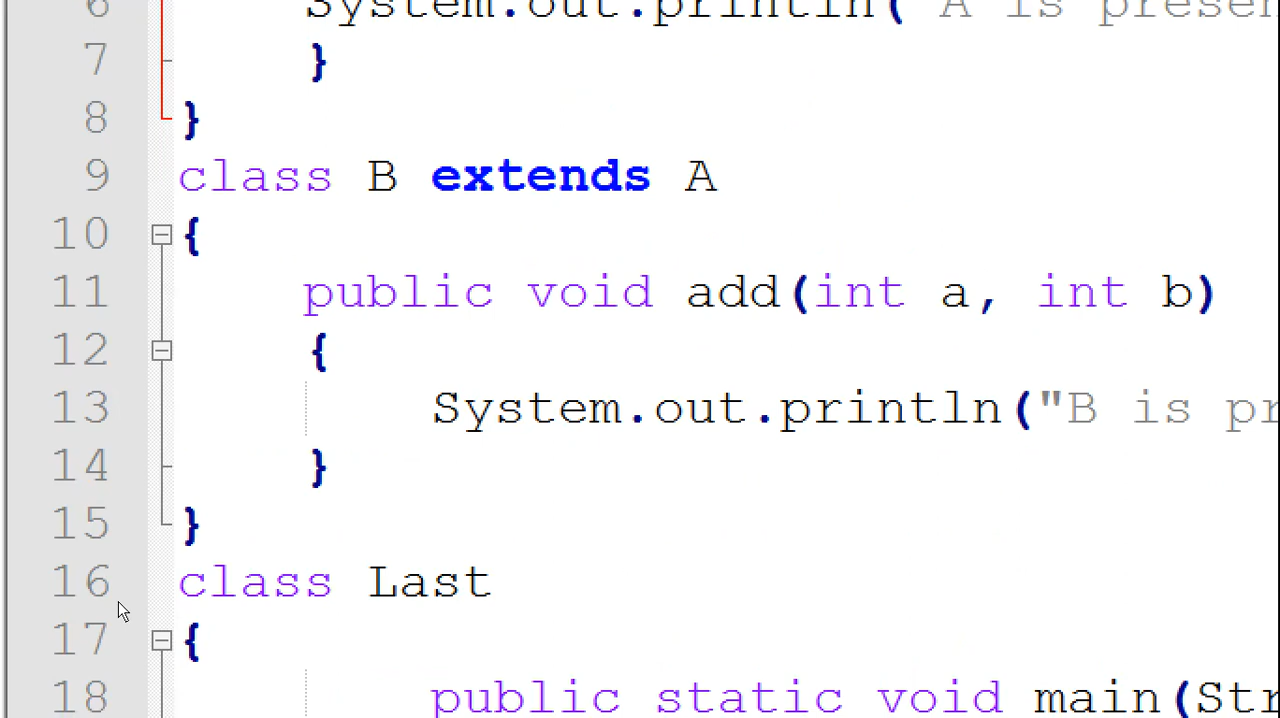 6 System.out.println("A is presen
7 }
8 }
9 class B extends A
10 {
11 public void add(int a, int b)
12 {
13 System.out.println("B is pr
14 }
15 }
16 class Last
17 {
18 public static void main(Str